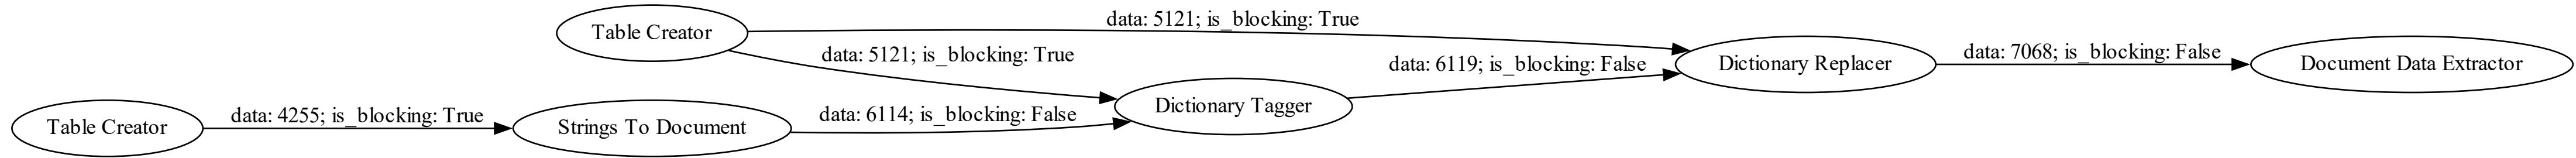 data: 5121; is_blocking: True
Table Creator
data: 5121; is_blocking: True
data: 6119; is_blocking: False
Dictionary Replacer
data: 7068; is_blocking: False
Document Data Extractor
Table Creator
data: 4255; is_blocking: True
Strings To Document
data: 6114; is_blocking: False
Dictionary Tagger